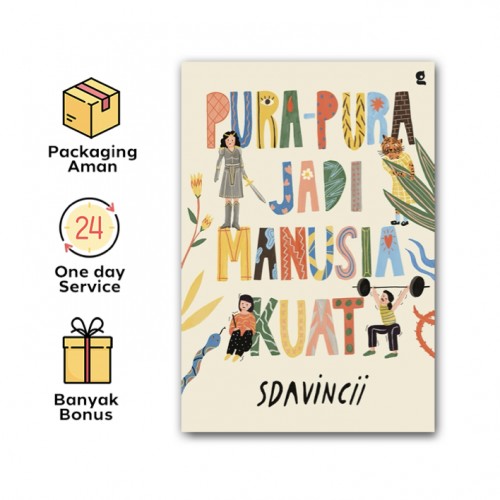 Packaging
Aman
24
One day
Service
Banyak
Bonus
g
PURA-PURA
JADI
MANUSIA
KUAT
SDAVINCII